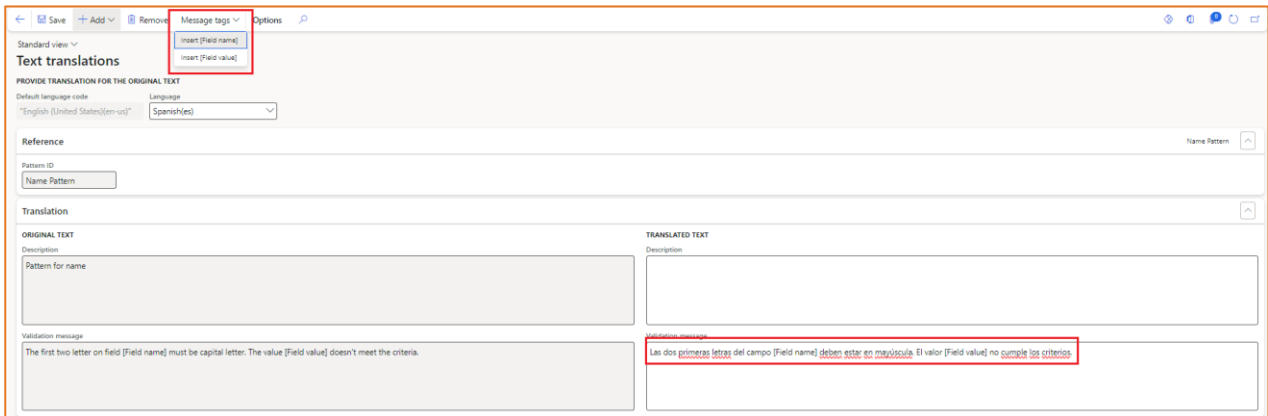 Save Add Remove Message tags Options
Insert [Field name]
Insert [Field value]
0
Standard view
Text translations
PROVIDE TRANSLATION FOR THE ORIGINAL TEXT
Default language code Language
"English (United States)(en-us)" Spanish(es)
Reference Name Pattern
Pattern ID
Name Pattern
Translation
ORIGINAL TEXT TRANSLATED TEXT
Description Description
Pattern for name
Validation message Validation message
The first two letter on field [Field name] must be capital letter. The value [Field value] doesn't meet the criteria. Las dos primeras letras del campo [Field name] deben estar en mayúscula. El valor [Field value] no cumple los criterios.